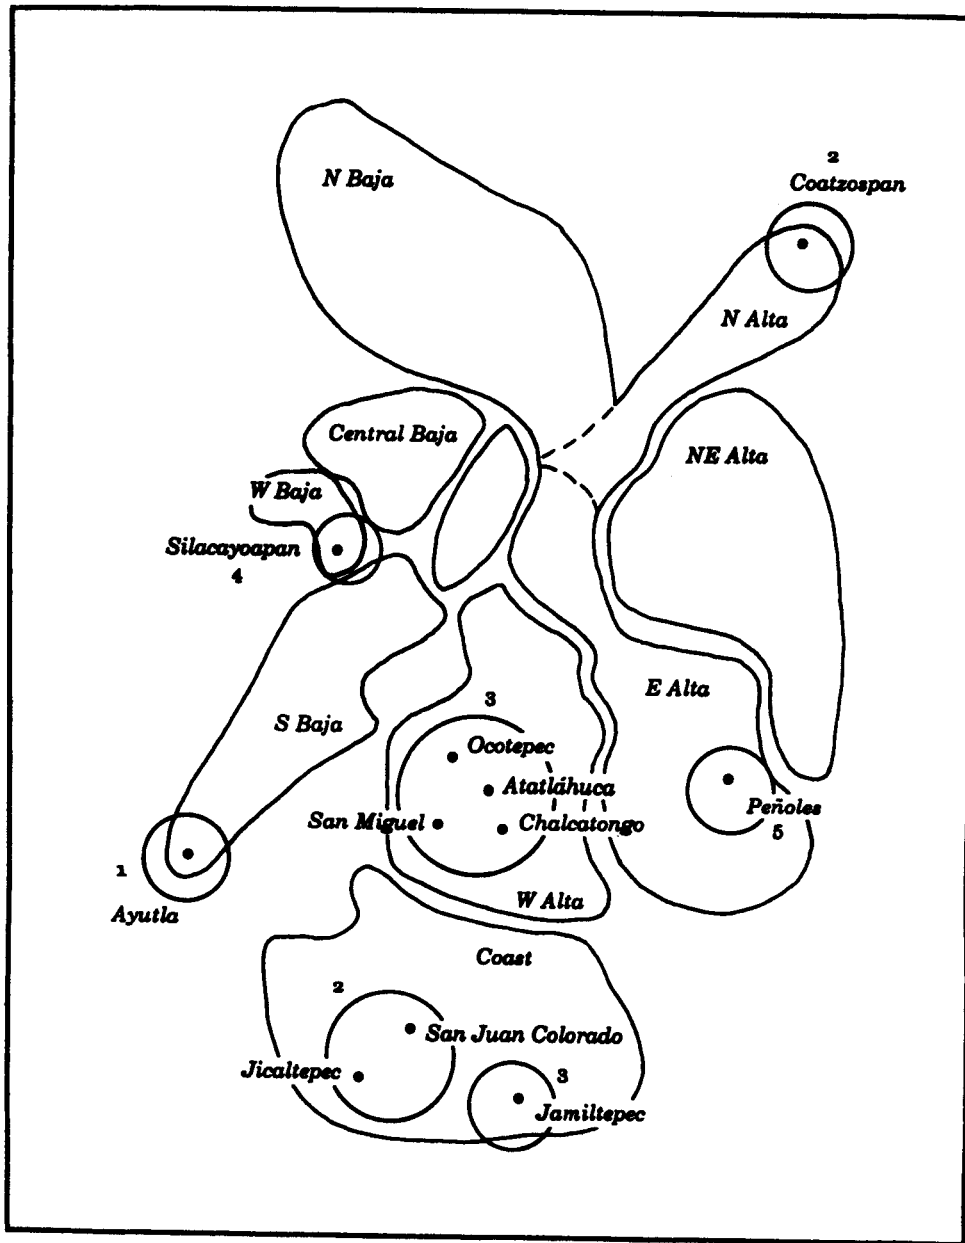 2
Coatzospan
N Baja
N Alta
Central Baja
NE Alta
W Baja
Silacayoapan
4
E Alta
3
S Baja
Ocotepec
Atatláhuca
Peñoles
San Miguel
Chalcatongo
5
1
W Alta
Ayutla
Coast
2
San Juan Colorado
Jicaltepec
3
Jamiltepec